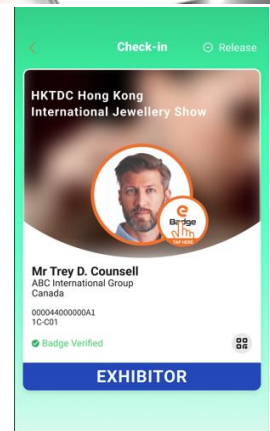 Check-in
Release
HKTDC Hong Kong
International Jewellery Show
e
Badge
TAP HERE
Mr Trey D. Counsell
ABC International Group
Canada
000044000000A1
1C-C01
Badge Verified
EXHIBITOR